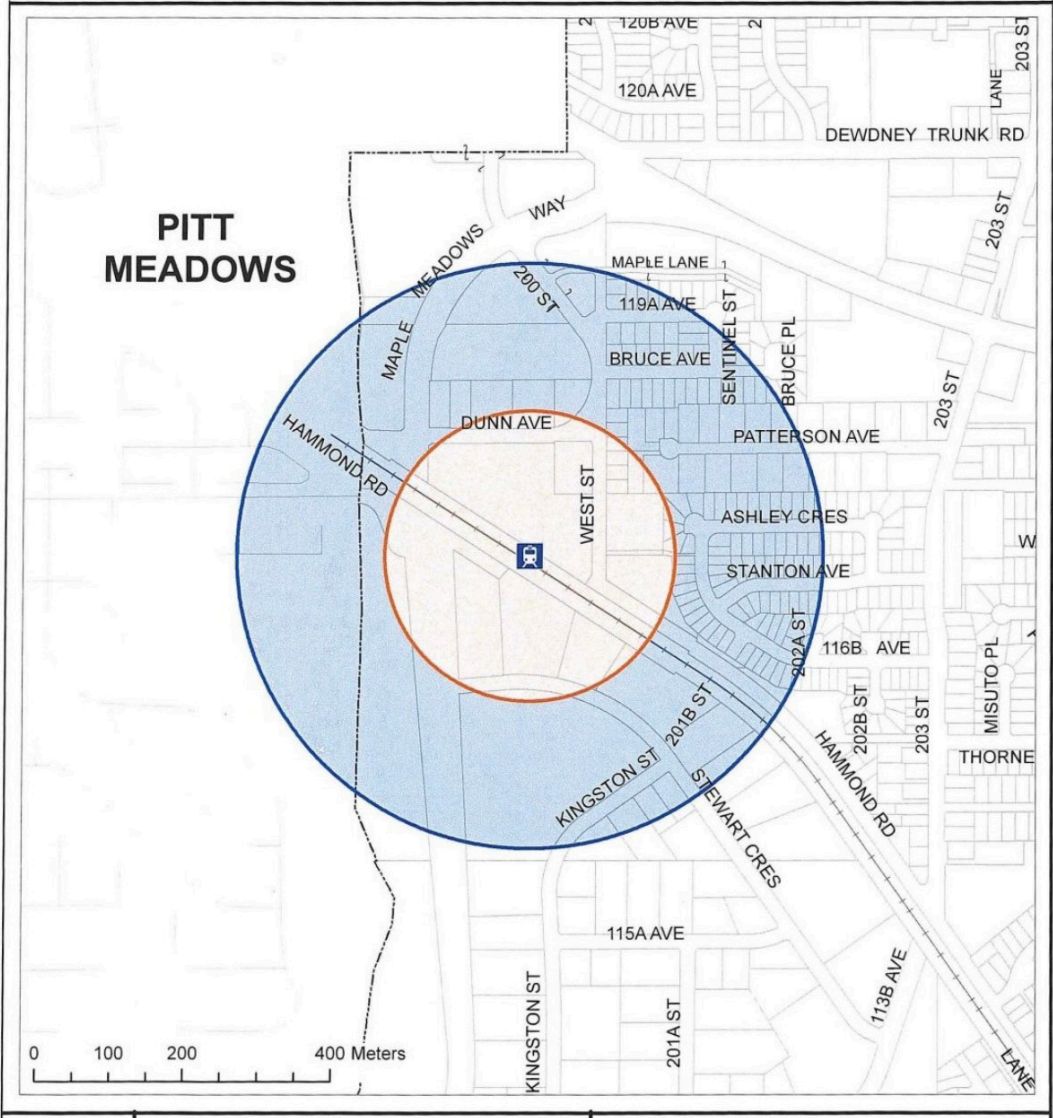 120B AVE
2
2
203 ST
120A AVE
LANE
DEWDNEY TRUNK RD
PITT
MEADOWS
MAPLE MEADOWS WAY
203 ST
MAPLE LANE
200 ST
119A AVE
SENTINEL ST
BRUCE PL
MAPLE
BRUCE AVE
203 ST
DUNN AVE
PATTERSON AVE
HAMMOND RD
WEST ST
ASHLEY CRES
W
STANTON AVE
202A ST
116B AVE
MISUTO PL
201B ST
202B ST
203 ST
THORNE
HAMMOND RD
KINGSTON ST
STEWART CRES
115A AVE
KINGSTON ST
201A ST
113B AVE
LANE
0 100 200 400 Meters